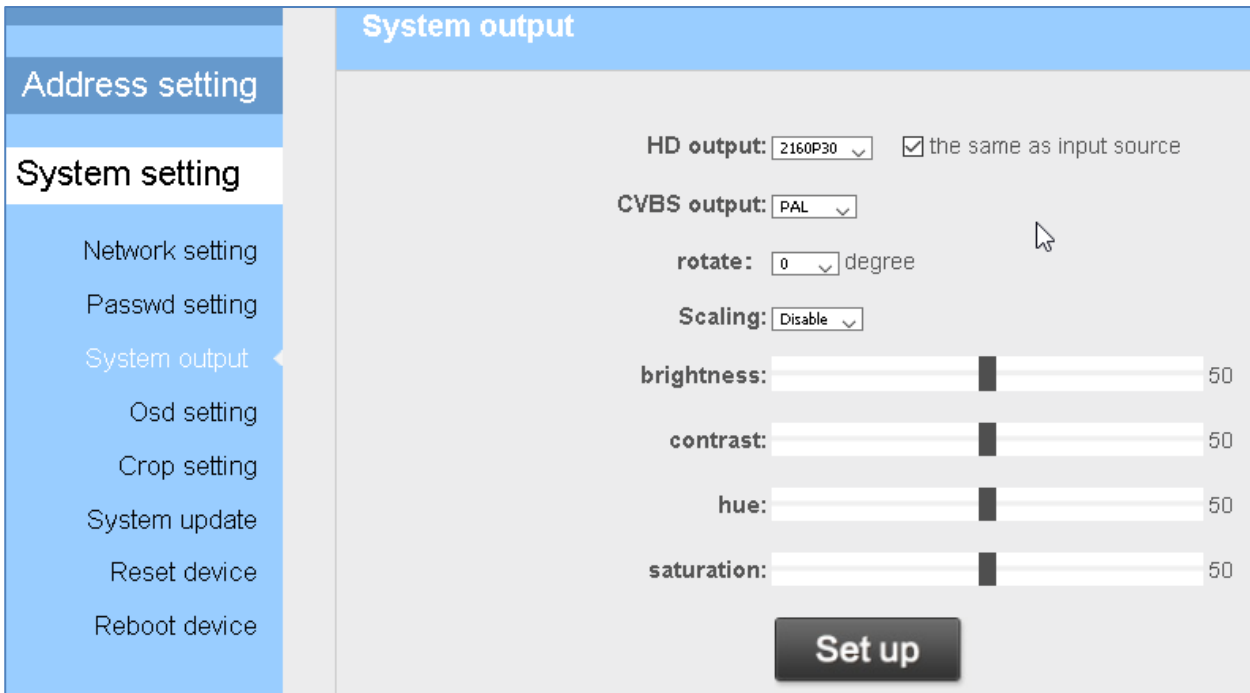 System output
Address setting
System setting
Network setting
Passwd setting
System output
Osd setting
Crop setting
System update
Reset device
Reboot device
HD output: 2160P30 the same as input source
CVBS output: PAL
rotate: 0 degree
Scaling: Disable
brightness: 50
contrast: 50
hue: 50
saturation: 50
Set up